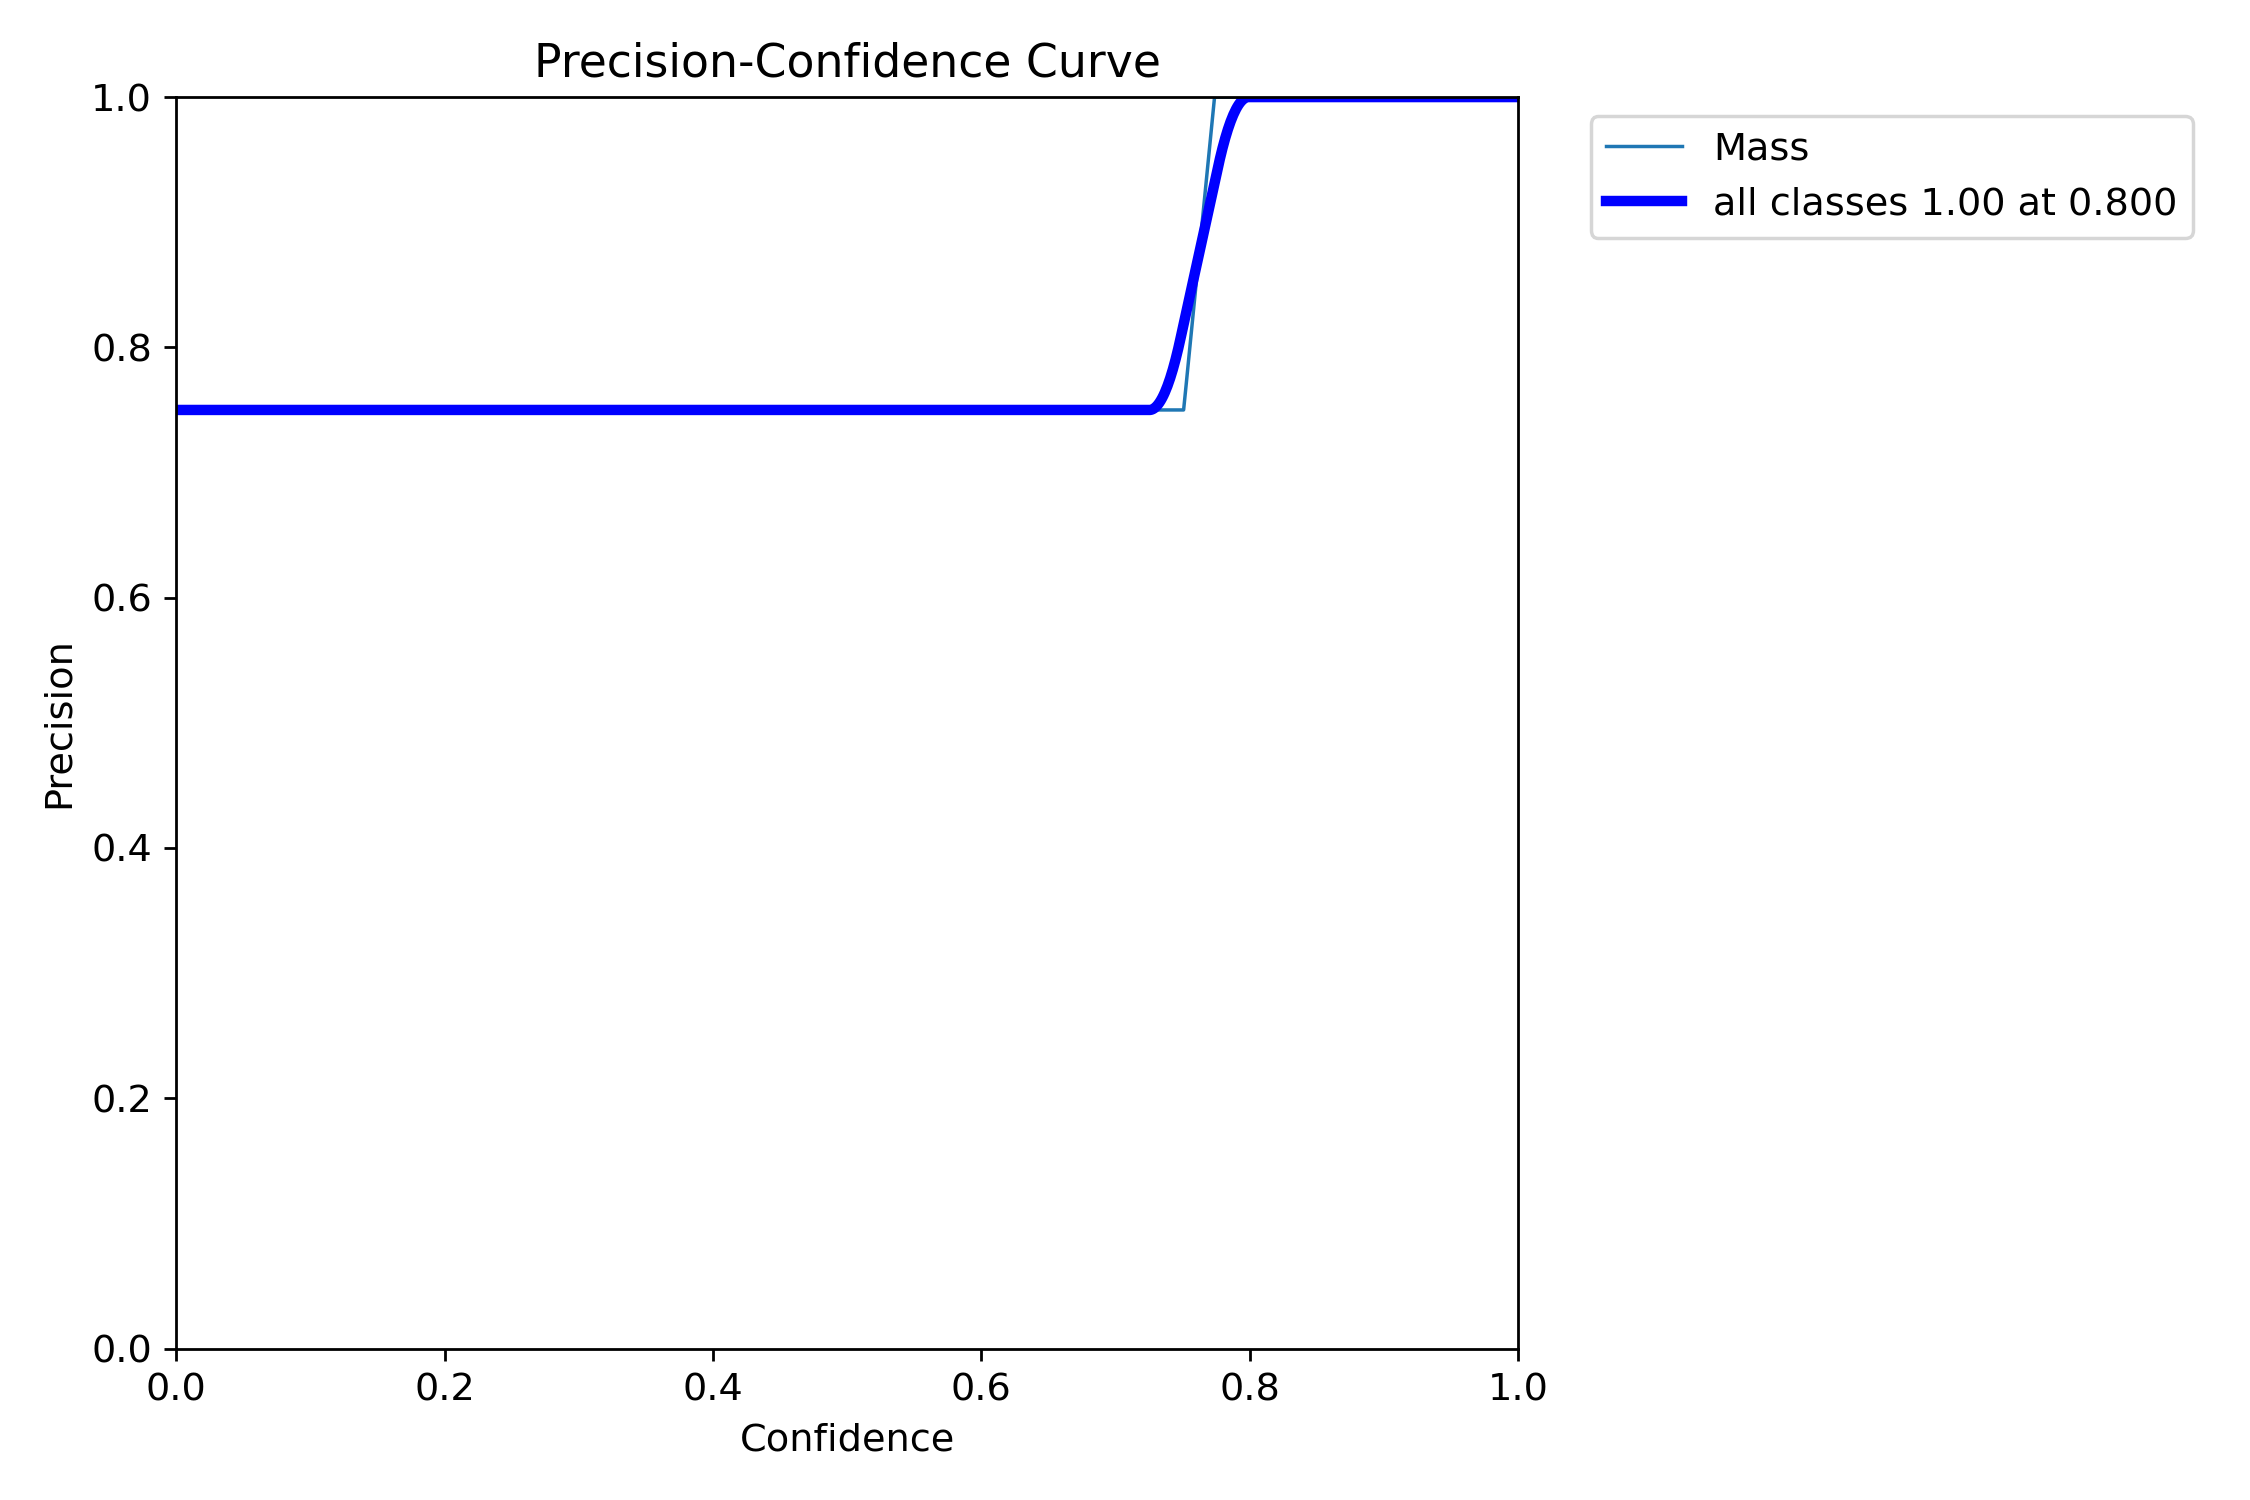 Precision-Confidence Curve
Mass
all classes 1.00 at 0.800
1.0
0.8
0.6
0.4
0.2
0.0
Precision
0.0 0.2 0.4 0.6 0.8 1.0
Confidence